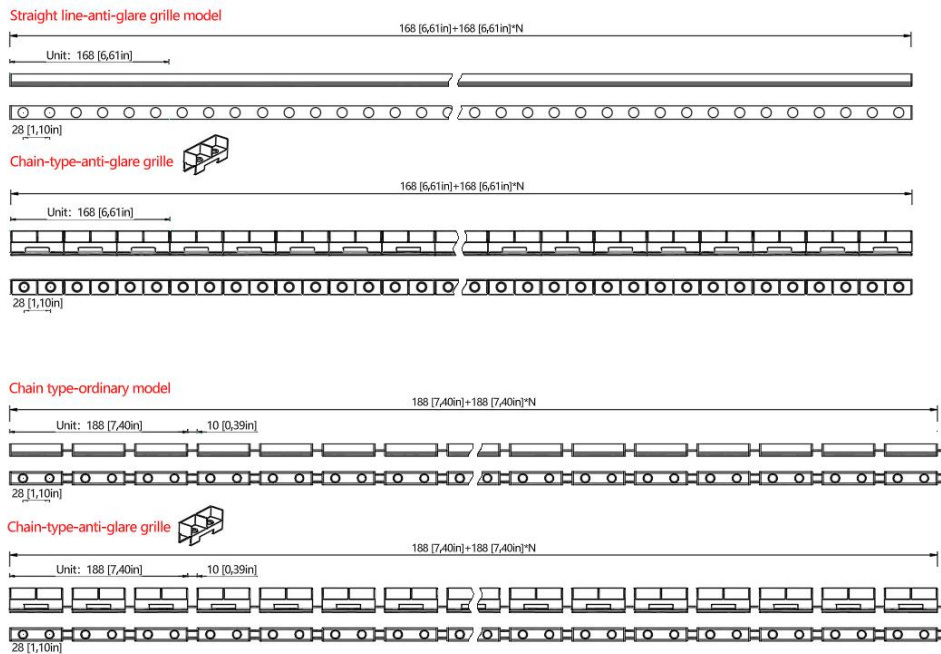 Straight line-anti-glare grille model
168 [6,61in]+168 [6,61in]*N
Unit: 168 [6,61in]
28 [1,10in]
Chain-type-anti-glare grille
168 [6,61in]+168 [6,61in]*N
Unit: 168 [6,61in]
28 [1,10in]
Chain type-ordinary model
188 [7,40in]+188 [7,40in]*N
Unit: 188 [7,40in] 10 [0,39in]
28 [1,10in]
Chain-type-anti-glare grille
188 [7,40in]+188 [7,40in]*N
Unit: 188 [7,40in] 10 [0,39in]
28 [1,10in]